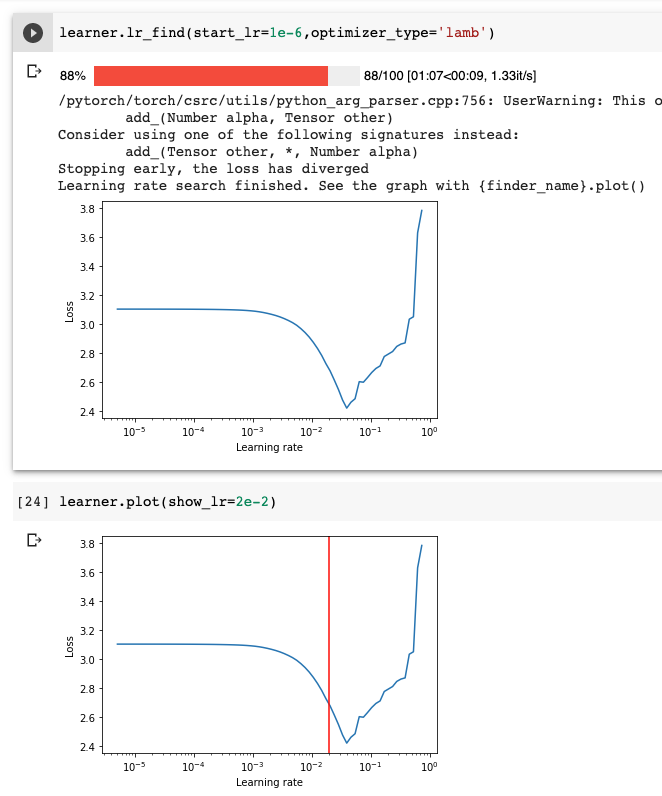 learner.lr_find(start_lr=1e-6,optimizer_type='lamb')
88% 88/100 [01:07<00:09, 1.33it/s]
/pytorch/torch/csrc/utils/python_arg_parser.cpp:756: UserWarning: This o
add_(Number alpha, Tensor other)
Consider using one of the following signatures instead:
add_(Tensor other, *, Number alpha)
Stopping early, the loss has diverged
Learning rate search finished. See the graph with {finder_name}.plot()
3.8
3.6
3.4
3.2
3.0
2.8
2.6
2.4
Loss
10⁻⁵ 10⁻⁴ 10⁻³ 10⁻² 10⁻¹ 10⁰
Learning rate
[24] learner.plot(show_lr=2e-2)
3.8
3.6
3.4
3.2
3.0
2.8
2.6
2.4
Loss
10⁻⁵ 10⁻⁴ 10⁻³ 10⁻² 10⁻¹ 10⁰
Learning rate